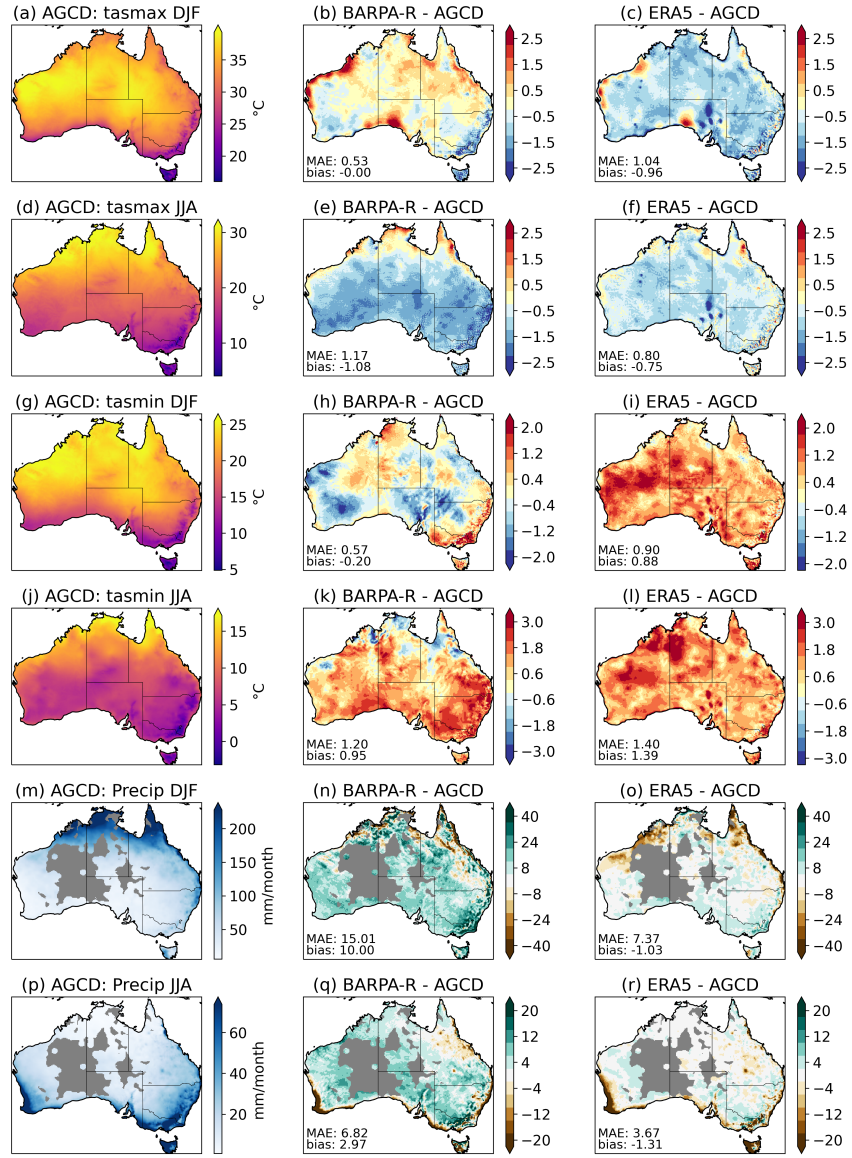 (a) AGCD: tasmax DJF
(b) BARPA-R - AGCD
(c) ERA5 - AGCD
35
30
25
20
°C
MAE: 0.53
bias: -0.00
2.5
1.5
0.5
−0.5
−1.5
−2.5
MAE: 1.04
bias: -0.96
2.5
1.5
0.5
−0.5
−1.5
−2.5
(d) AGCD: tasmax JJA
(e) BARPA-R - AGCD
(f) ERA5 - AGCD
30
20
10
°C
MAE: 1.17
bias: -1.08
2.5
1.5
0.5
−0.5
−1.5
−2.5
MAE: 0.80
bias: -0.75
2.5
1.5
0.5
−0.5
−1.5
−2.5
(g) AGCD: tasmin DJF
(h) BARPA-R - AGCD
(i) ERA5 - AGCD
25
20
15
10
5
°C
MAE: 0.57
bias: -0.20
2.0
1.2
0.4
−0.4
−1.2
−2.0
MAE: 0.90
bias: 0.88
2.0
1.2
0.4
−0.4
−1.2
−2.0
(j) AGCD: tasmin JJA
(k) BARPA-R - AGCD
(l) ERA5 - AGCD
15
10
5
0
°C
MAE: 1.20
bias: 0.95
3.0
1.8
0.6
−0.6
−1.8
−3.0
MAE: 1.40
bias: 1.39
3.0
1.8
0.6
−0.6
−1.8
−3.0
(m) AGCD: Precip DJF
(n) BARPA-R - AGCD
(o) ERA5 - AGCD
200
150
100
50
mm/month
MAE: 15.01
bias: 10.00
40
24
8
−8
−24
−40
MAE: 7.37
bias: -1.03
40
24
8
−8
−24
−40
(p) AGCD: Precip JJA
(q) BARPA-R - AGCD
(r) ERA5 - AGCD
60
40
20
mm/month
MAE: 6.82
bias: 2.97
20
12
4
−4
−12
−20
MAE: 3.67
bias: -1.31
20
12
4
−4
−12
−20